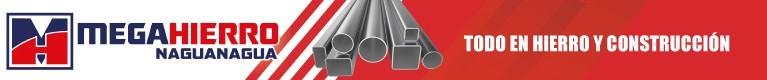 MEGAHIERRO
NAGUANAGUA
TODO EN HIERRO Y CONSTRUCCIÓN